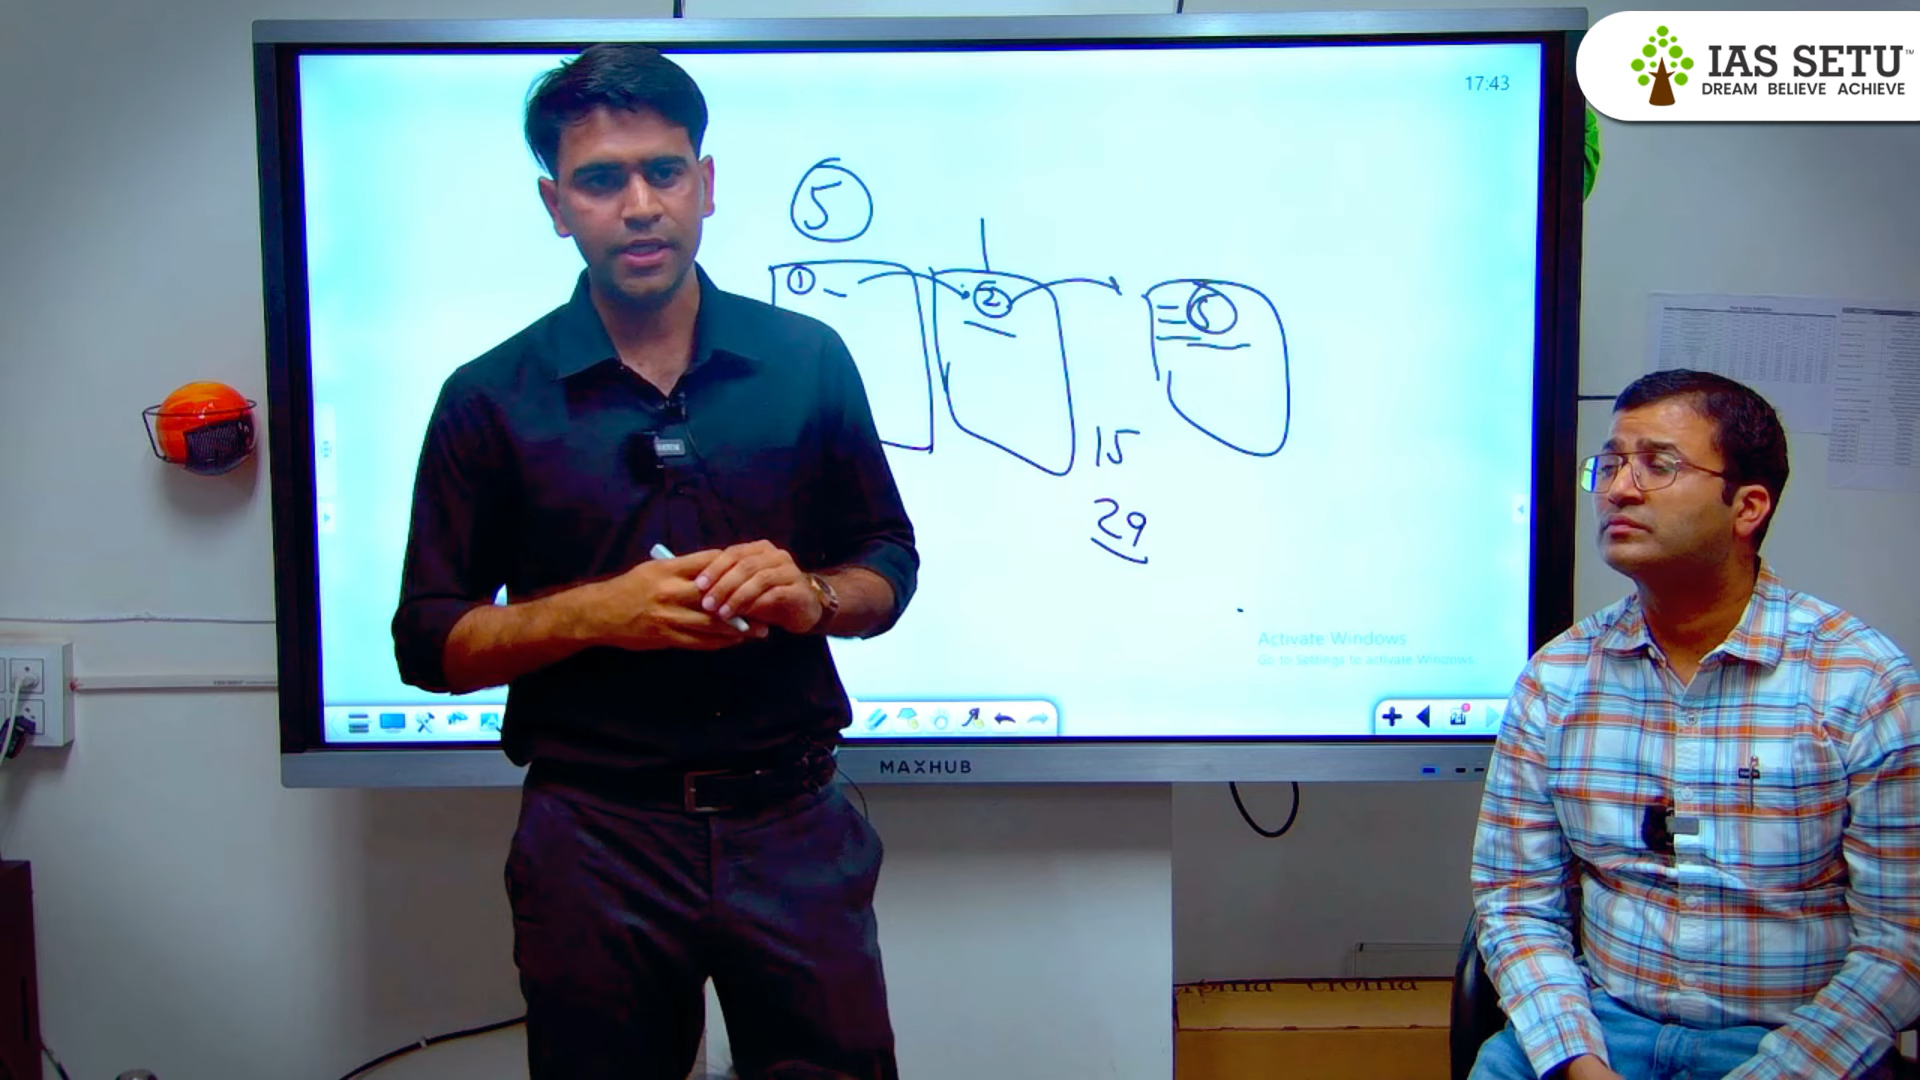 IAS SETU™
DREAM BELIEVE ACHIEVE
17:43
5
1
2
5
15
29
Activate Windows
Go to Settings to activate Windows.
MAXHUB
croma